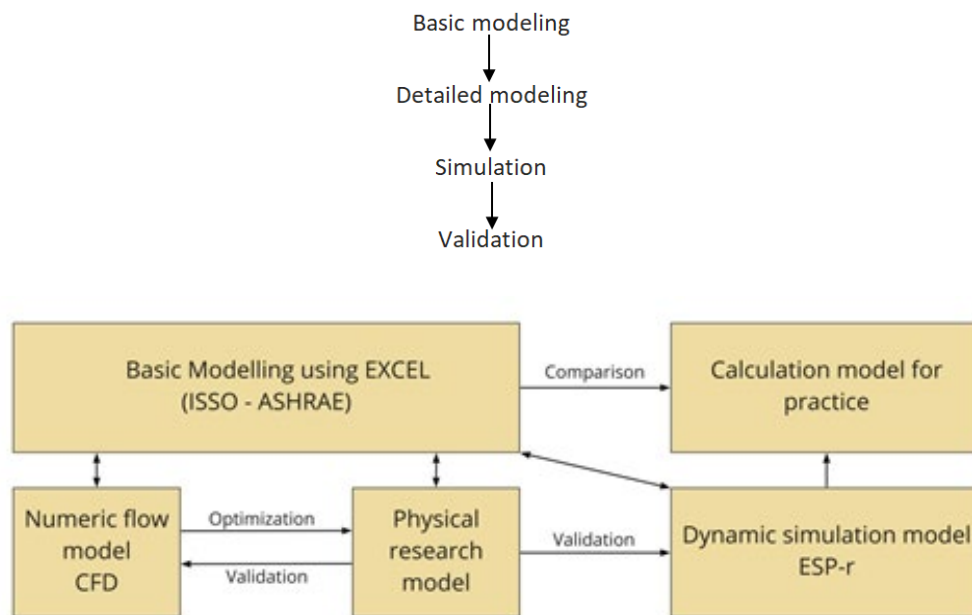 Basic modeling
Detailed modeling
Simulation
Validation
Basic Modelling using EXCEL
(ISSO - ASHRAE)
Comparison
Calculation model for
practice
Numeric flow
model
CFD
Optimization
Validation
Physical
research
model
Validation
Dynamic simulation model
ESP-r